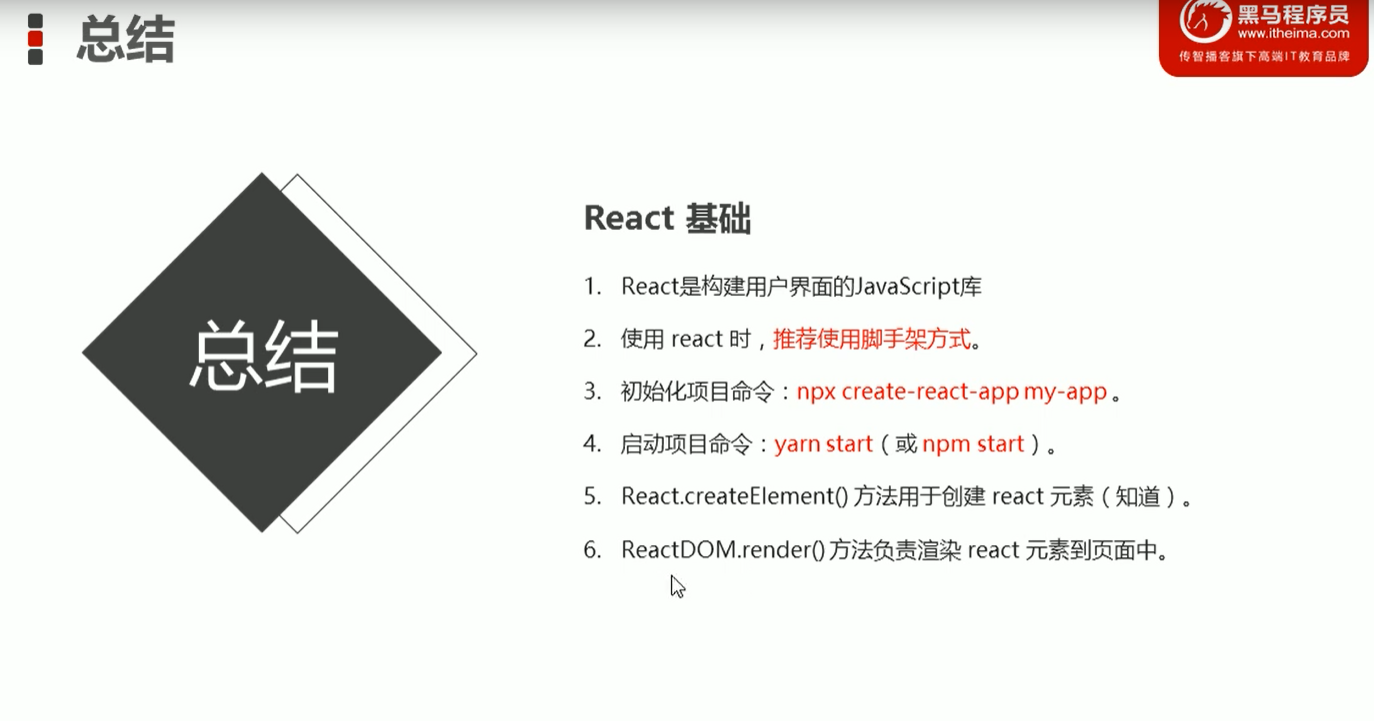 总结
黑马程序员
www.itheima.com
传智播客旗下高端IT教育品牌
总结
React 基础
1. React是构建用户界面的JavaScript库
2. 使用 react 时，推荐使用脚手架方式。
3. 初始化项目命令：npx create-react-app my-app 。
4. 启动项目命令：yarn start（或 npm start）。
5. React.createElement() 方法用于创建 react 元素（知道）。
6. ReactDOM.render() 方法负责渲染 react 元素到页面中。